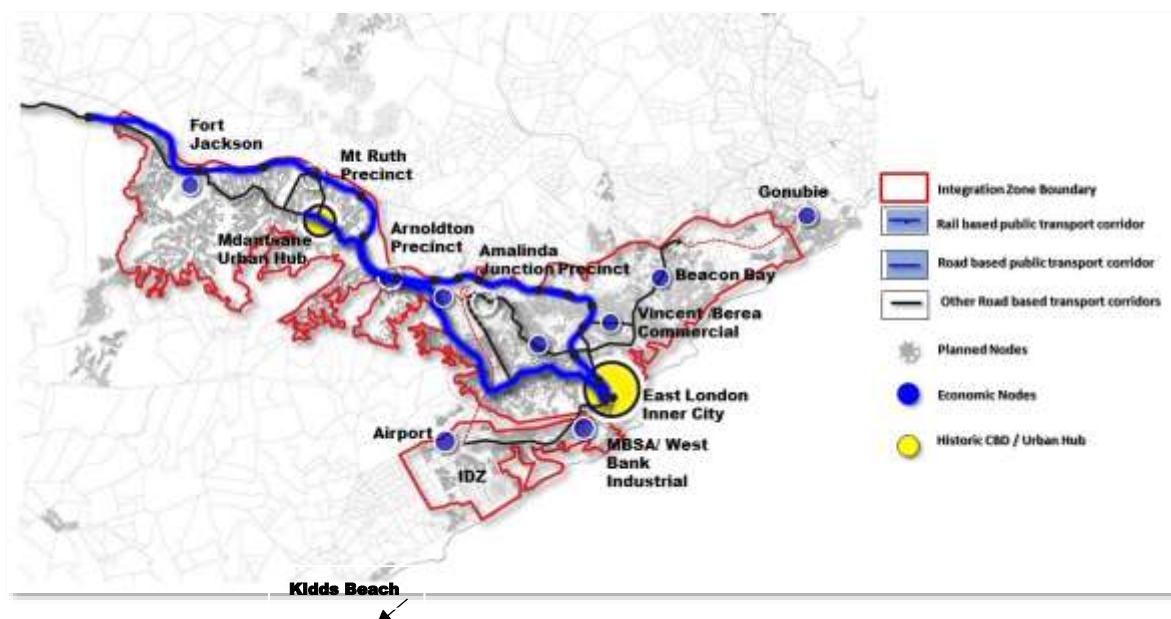 Fort
Jackson
Mt Ruth
Precinct
Gonubie
Arnoldton
Precinct
Mdantsane
Urban Hub
Amalinda
Junction Precinct
Beacon Bay
Vincent /Berea
Commercial
East London
Inner City
Airport
MBSA/ West
Bank
Industrial
IDZ
Kidds Beach
Integration Zone Boundary
Rail based public transport corridor
Road based public transport corridor
Other Road based transport corridors
Planned Nodes
Economic Nodes
Historic CBD / Urban Hub